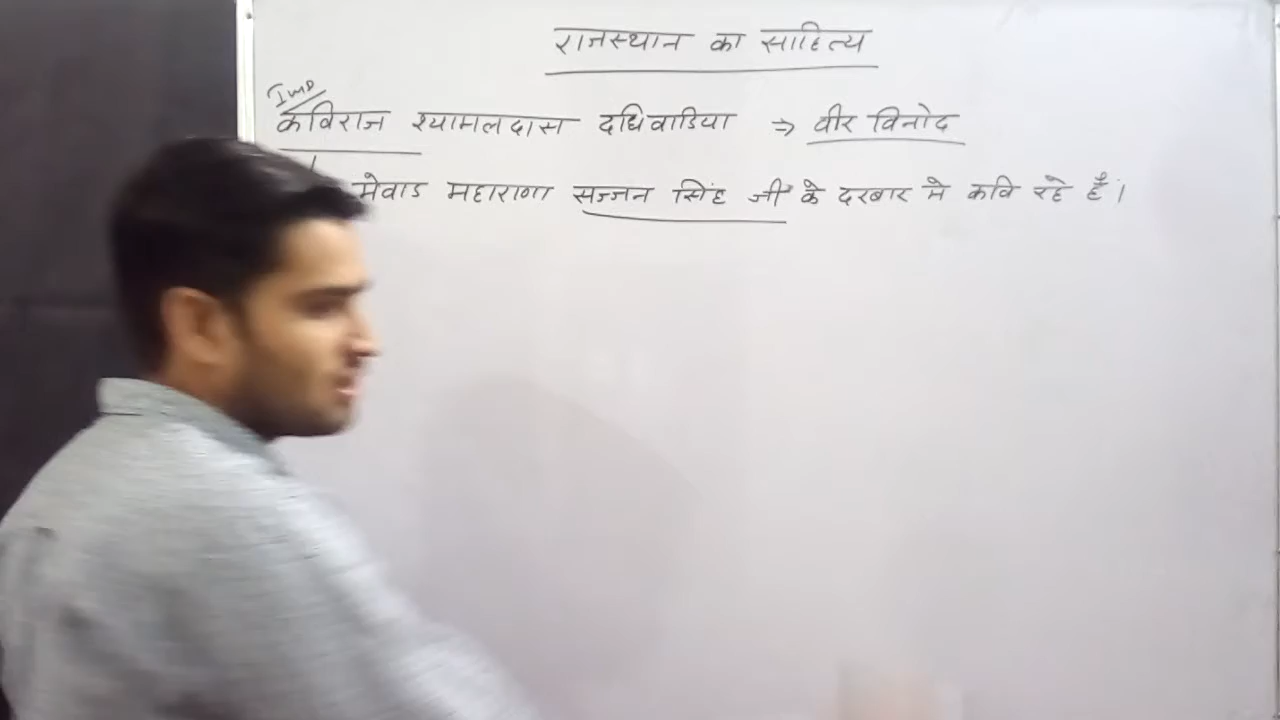 राजस्थान का साहित्य
Imp
कविराज श्यामलदास दधिवाडिया ⇒ वीर विनोद
मेवाड महाराणा सज्जन सिंह जी के दरबार मे कवि रहे हैं।